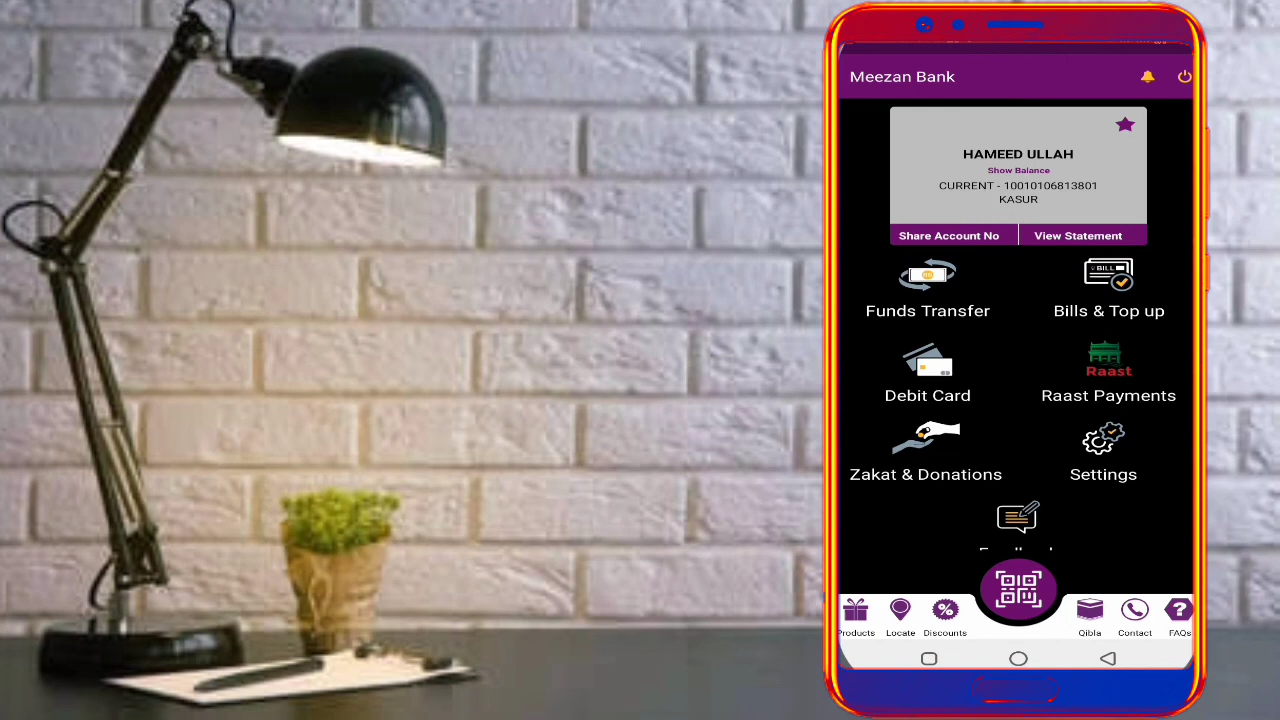 Meezan Bank
HAMEED ULLAH
Show Balance
CURRENT - 10010106813801
KASUR
Share Account No
View Statement
BILL
Funds Transfer
Bills & Top up
Raast
Debit Card
Raast Payments
Zakat & Donations
Settings
Products
Locate
Discounts
Qibla
Contact
FAQs